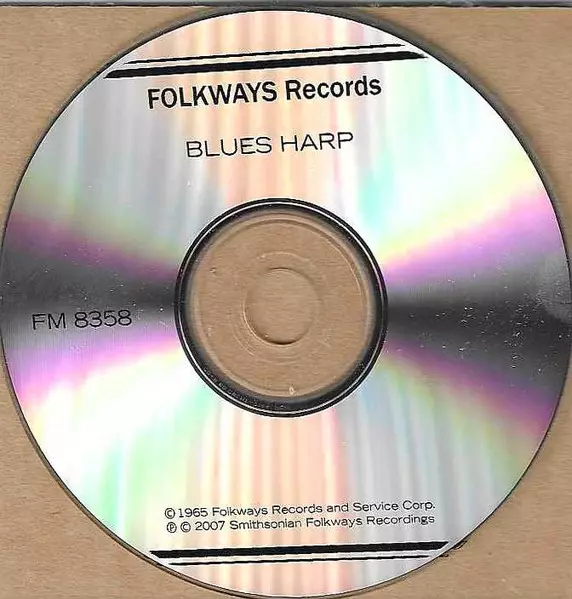 FOLKWAYS Records
BLUES HARP
FM 8358
© 1965 Folkways Records and Service Corp.
℗ © 2007 Smithsonian Folkways Recordings